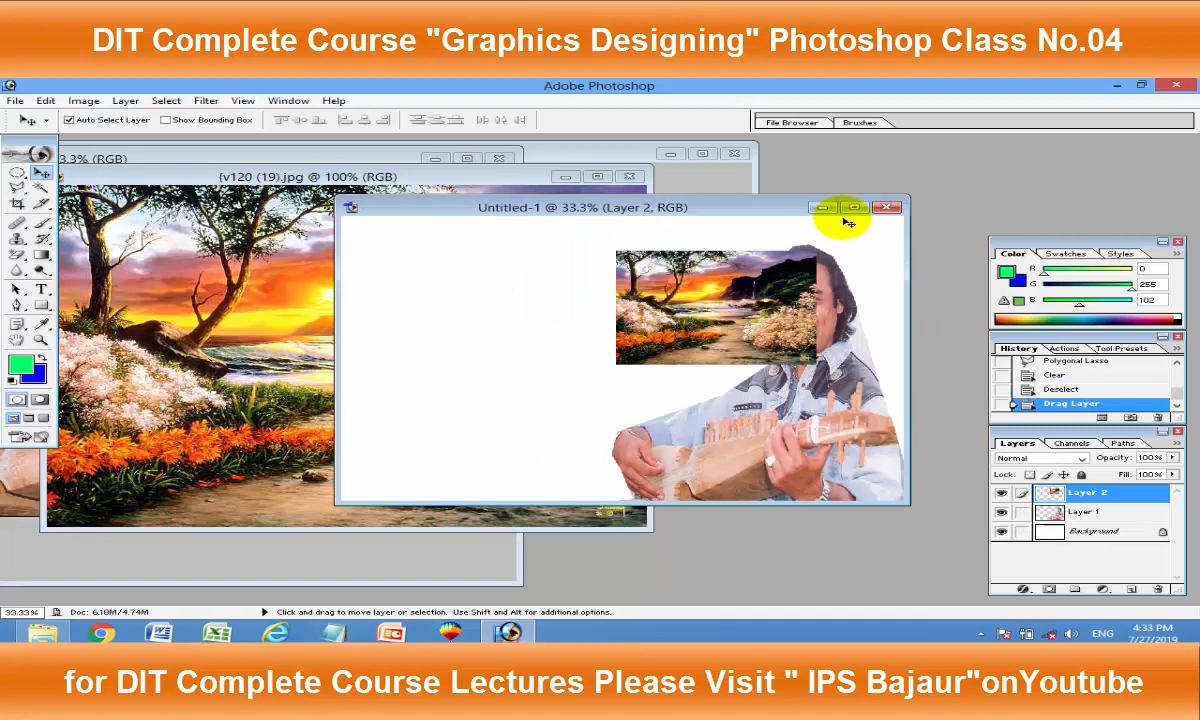 DIT Complete Course "Graphics Designing" Photoshop Class No.04
Adobe Photoshop
File Edit Image Layer Select Filter View Window Help
Auto Select Layer Show Bounding Box File Browser Brushes
3.3% (RGB)
(v120 (19).jpg @ 100% (RGB)
Untitled-1 @ 33.3% (Layer 2, RGB)
Color Swatches Styles
R 0
G 255
B 102
History Actions Tool Presets
Polygonal Lasso
Clear
Deselect
Drag Layer
Layers Channels Paths
Normal Opacity: 100%
Lock: Fill: 100%
Layer 2
Layer 1
Background
33.33% Doc: 6.18M/4.74M Click and drag to move layer or selection. Use Shift and Alt for additional options.
ENG
4:33 PM
7/27/2019
for DIT Complete Course Lectures Please Visit " IPS Bajaur"onYoutube